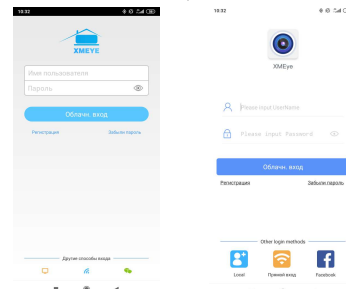 10:32
XMEYE
Имя пользователя
Пароль
Облачн. вход
Регистрация
Забыли пароль
Другие способы входа
10:32
XMEye
Please input UserName
Please input Password
Облачн. вход
Регистрация
Забыли пароль
Other login methods
Local
Прямой вход
Facebook